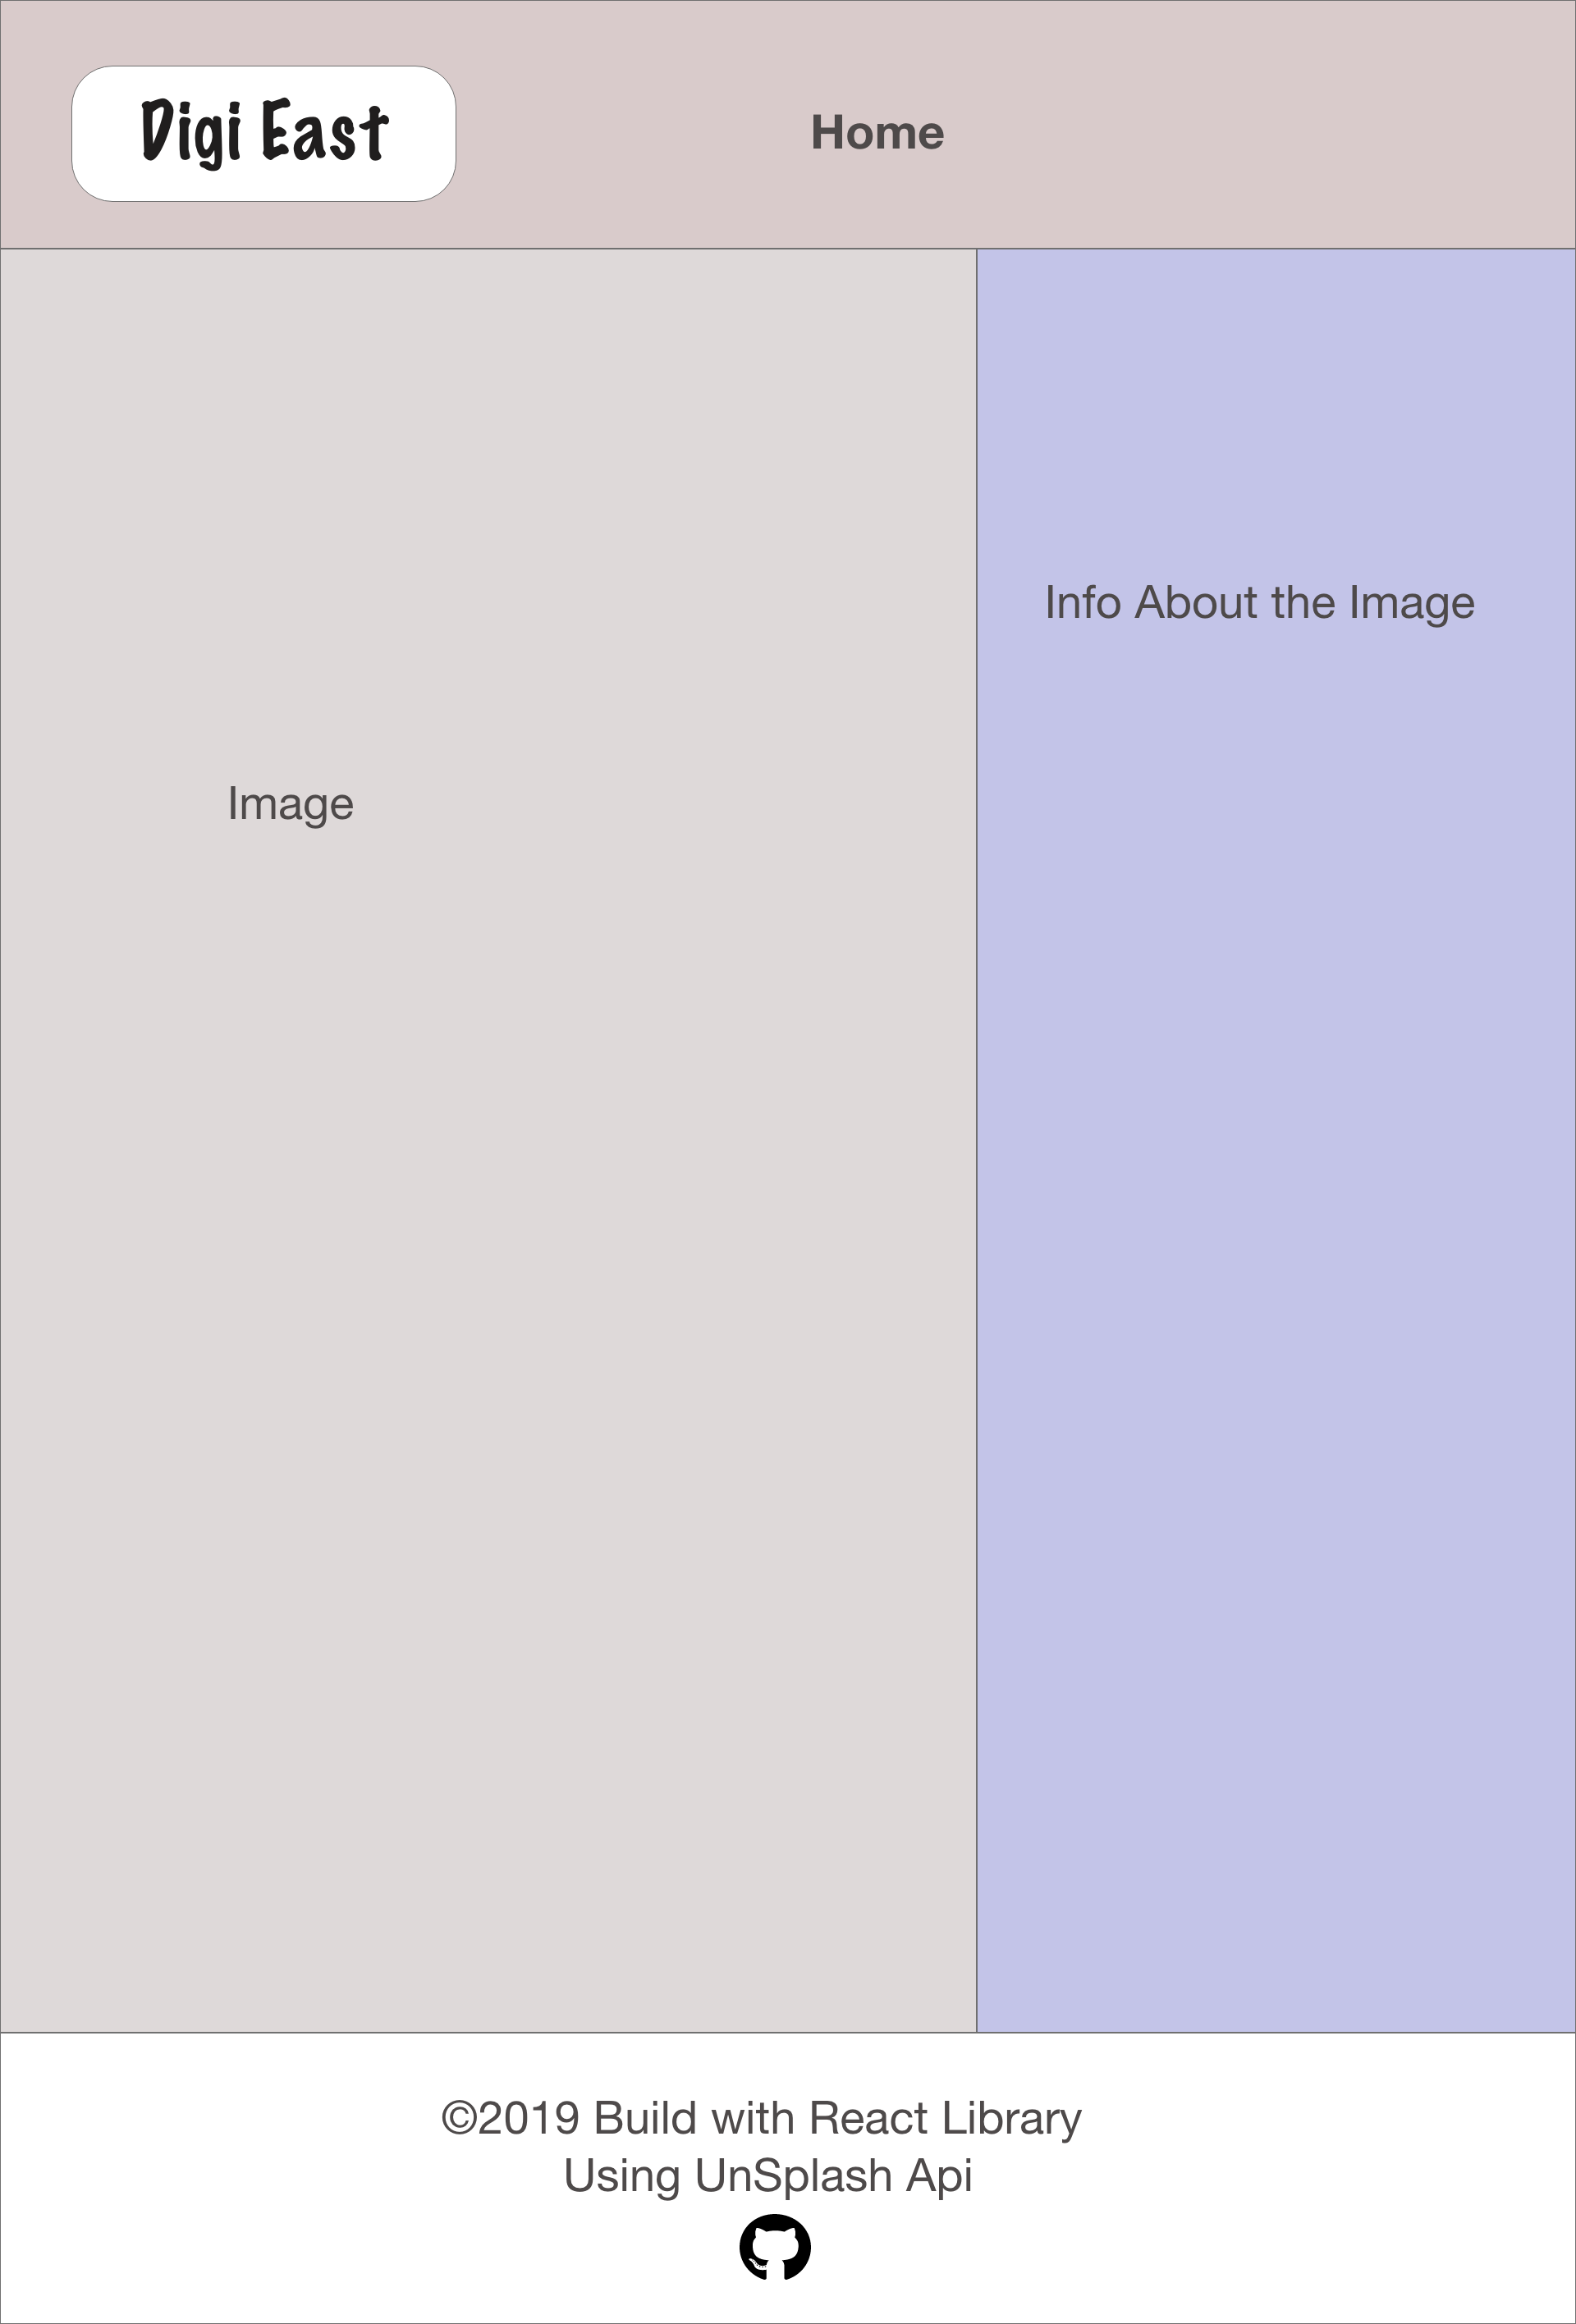 Digi East
Home
Info About the Image
Image
©2019 Build with React Library
Using UnSplash Api